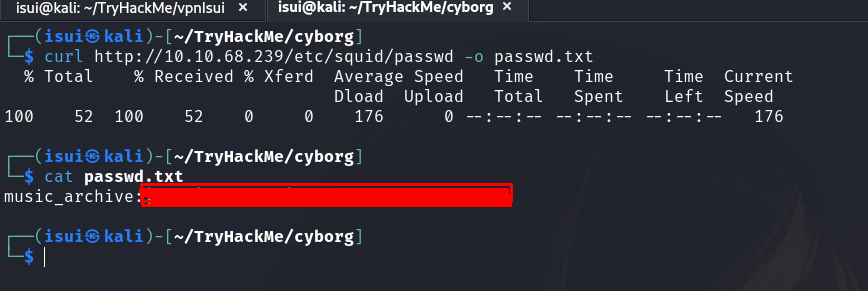 isui@kali: ~/TryHackMe/vpnIsui × isui@kali: ~/TryHackMe/cyborg ×
┌──(isui㉿kali)-[~/TryHackMe/cyborg]
└─$ curl http://10.10.68.239/etc/squid/passwd -o passwd.txt
% Total % Received % Xferd Average Speed Time Time Time Current
Dload Upload Total Spent Left Speed
100 52 100 52 0 0 176 0 --:--:-- --:--:-- --:--:-- 176
┌──(isui㉿kali)-[~/TryHackMe/cyborg]
└─$ cat passwd.txt
music_archive:
┌──(isui㉿kali)-[~/TryHackMe/cyborg]
└─$